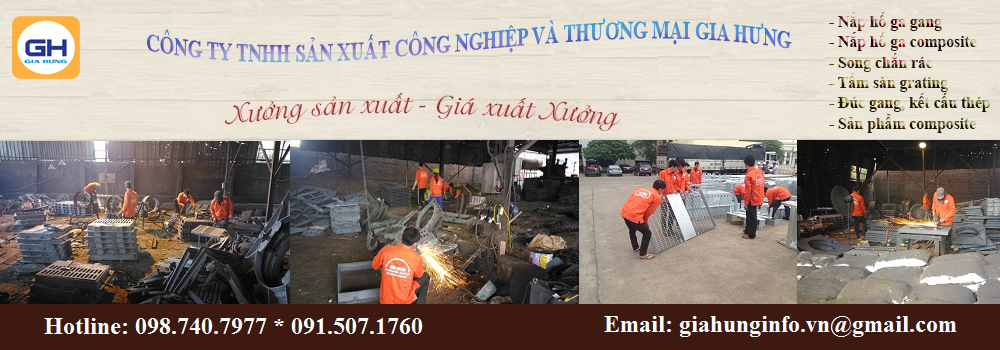 GH
GIA HƯNG
CÔNG TY TNHH SẢN XUẤT CÔNG NGHIỆP VÀ THƯƠNG MẠI GIA HƯNG
Xưởng sản xuất - Giá xuất Xưởng
- Nắp hố ga gang
- Nắp hố ga composite
- Song chắn rác
- Tấm sàn grating
- Đúc gang, kết cấu thép
- Sản phẩm composite
Hotline: 098.740.7977 * 091.507.1760
Email: giahunginfo.vn@gmail.com